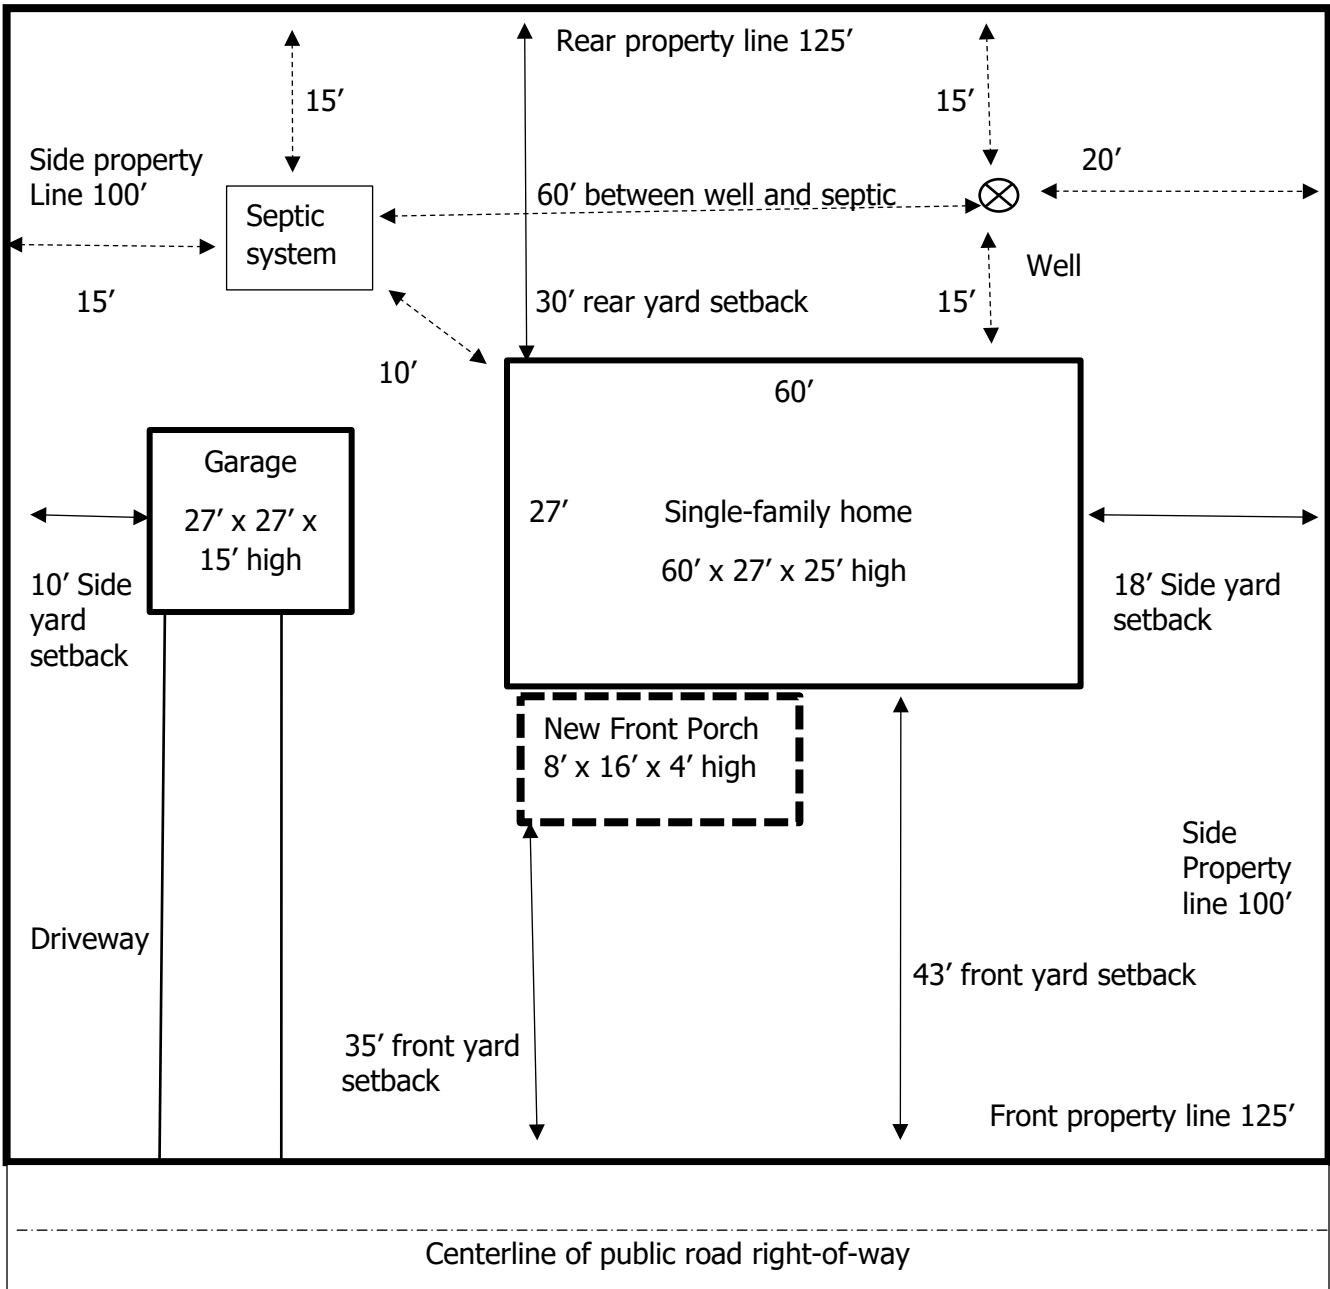 Rear property line 125′
15′
15′
Side property
Line 100′
20′
60′ between well and septic
Septic
system
Well
15′
30′ rear yard setback
15′
10′
60′
Garage
27′ x 27′ x
15′ high
27′
Single-family home
60′ x 27′ x 25′ high
10′ Side
yard
setback
18′ Side yard
setback
New Front Porch
8′ x 16′ x 4′ high
Side
Property
line 100′
Driveway
43′ front yard setback
35′ front yard
setback
Front property line 125′
Centerline of public road right-of-way